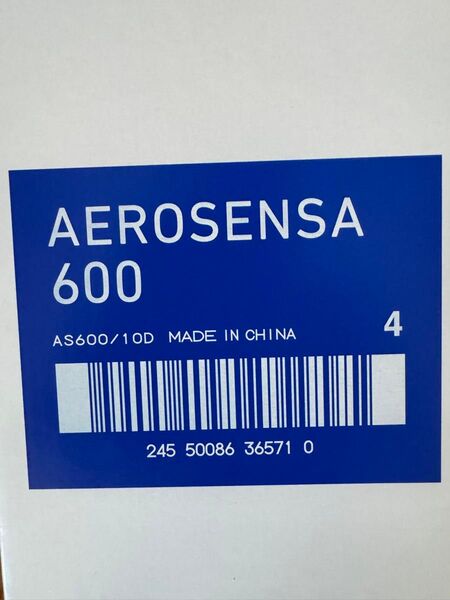 AEROSENSA
600
AS600/10D MADE IN CHINA 4
245 50086 36571 0